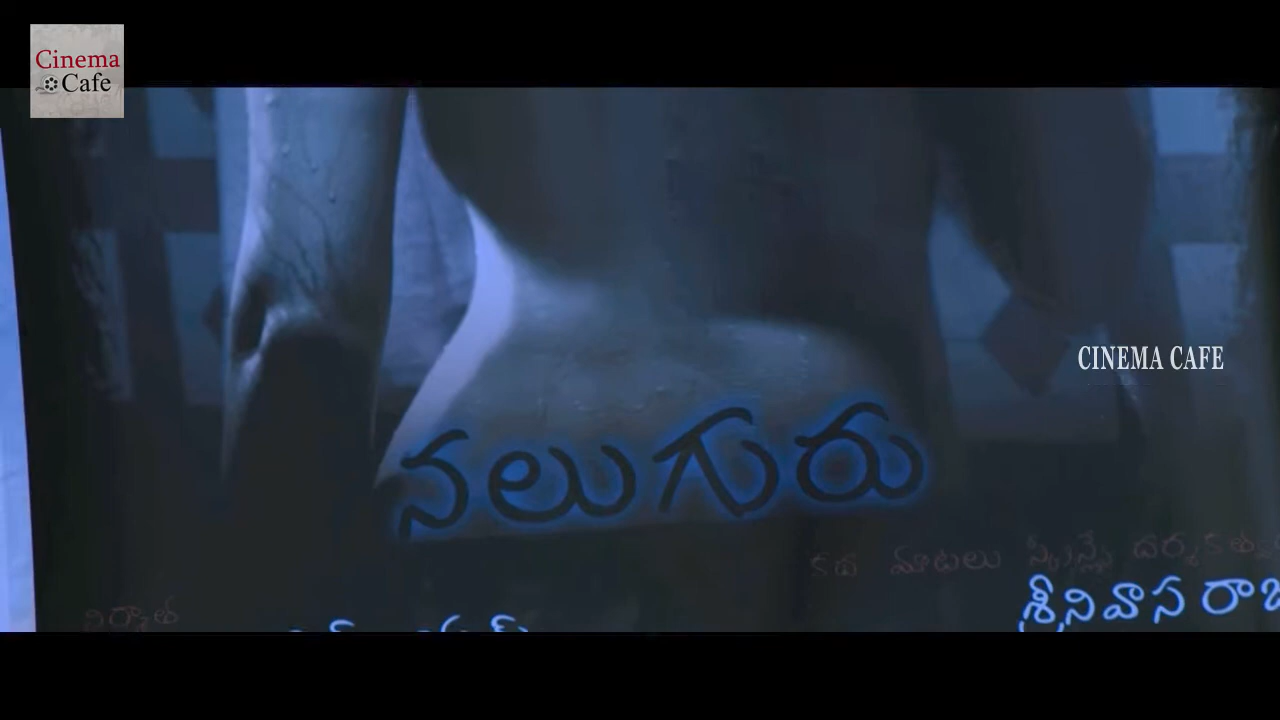 Cinema
Cafe
CINEMA CAFE
నలుగురు
కథ మాటలు స్క్రీన్ప్లే దర్శకత్వం
శ్రీనివాస రాజు
నిర్మాత